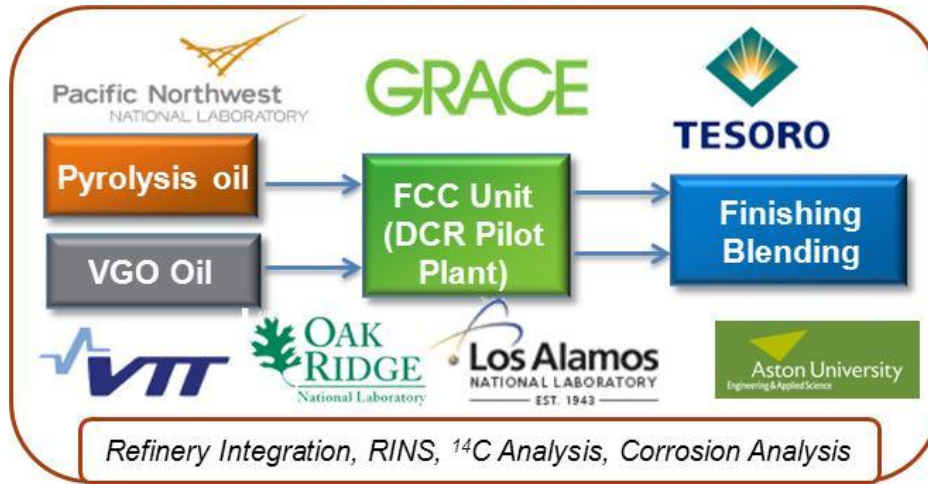 Pacific Northwest
NATIONAL LABORATORY
GRACE
TESORO
Pyrolysis oil
VGO Oil
FCC Unit
(DCR Pilot
Plant)
Finishing
Blending
VTT
OAK
RIDGE
National Laboratory
Los Alamos
NATIONAL LABORATORY
EST. 1943
Aston University
Engineering & Applied Science
Refinery Integration, RINS, ¹⁴C Analysis, Corrosion Analysis